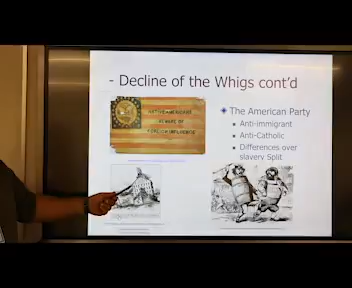 - Decline of the Whigs cont'd
NATIVE AMERICANS
BEWARE OF
FOREIGN INFLUENCE
The American Party
Anti-immigrant
Anti-Catholic
Differences over
slavery Split